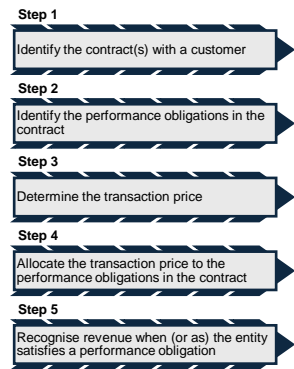 Step 1
Identify the contract(s) with a customer
Step 2
Identify the performance obligations in the
contract
Step 3
Determine the transaction price
Step 4
Allocate the transaction price to the
performance obligations in the contract
Step 5
Recognise revenue when (or as) the entity
satisfies a performance obligation